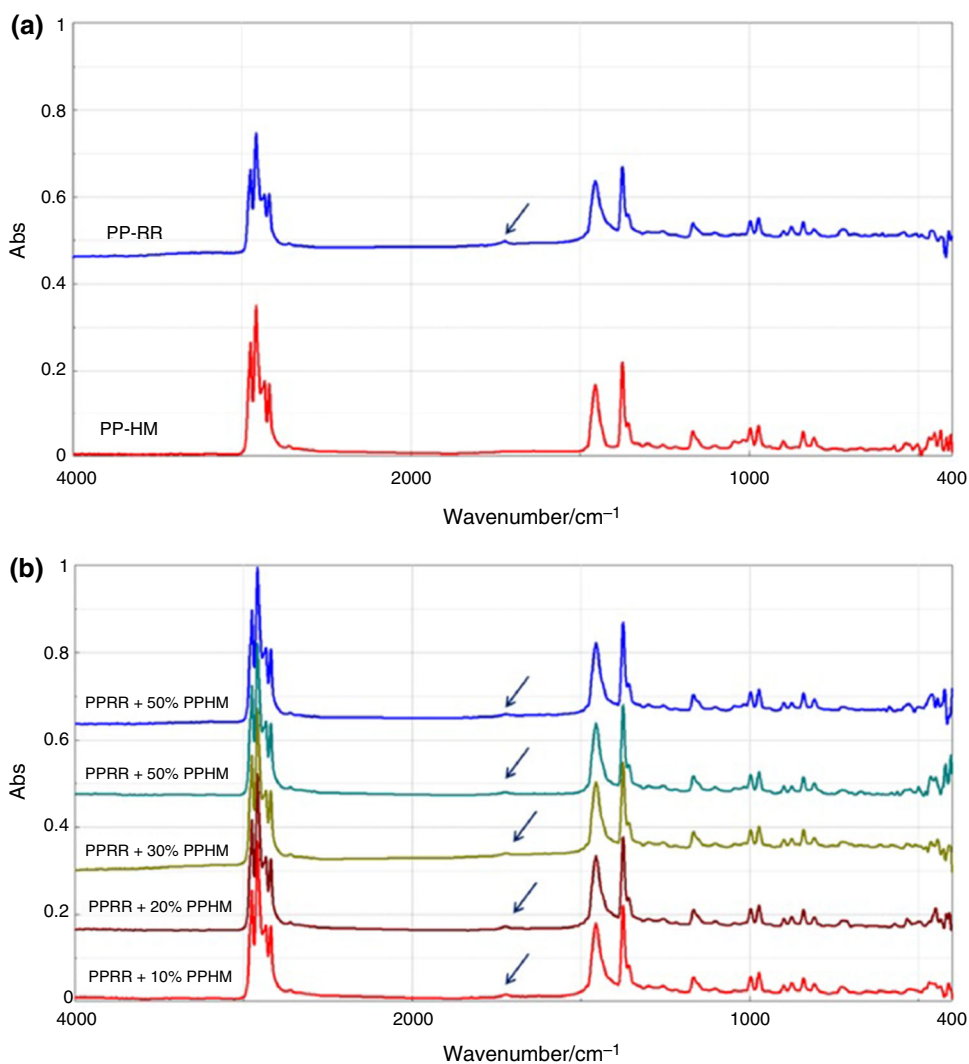 (a)
1
0.8
0.6
0.4
0.2
0
Abs
PP-RR
PP-HM
4000 2000 1000 400
Wavenumber/cm⁻¹
(b)
1
0.8
0.6
0.4
0.2
0
Abs
PPRR + 50% PPHM
PPRR + 50% PPHM
PPRR + 30% PPHM
PPRR + 20% PPHM
PPRR + 10% PPHM
4000 2000 1000 400
Wavenumber/cm⁻¹